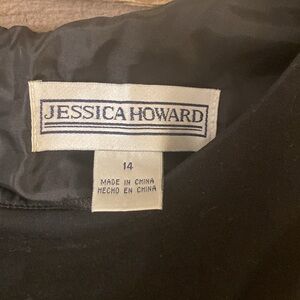 JESSICA HOWARD
14
MADE IN CHINA
HECHO EN CHINA